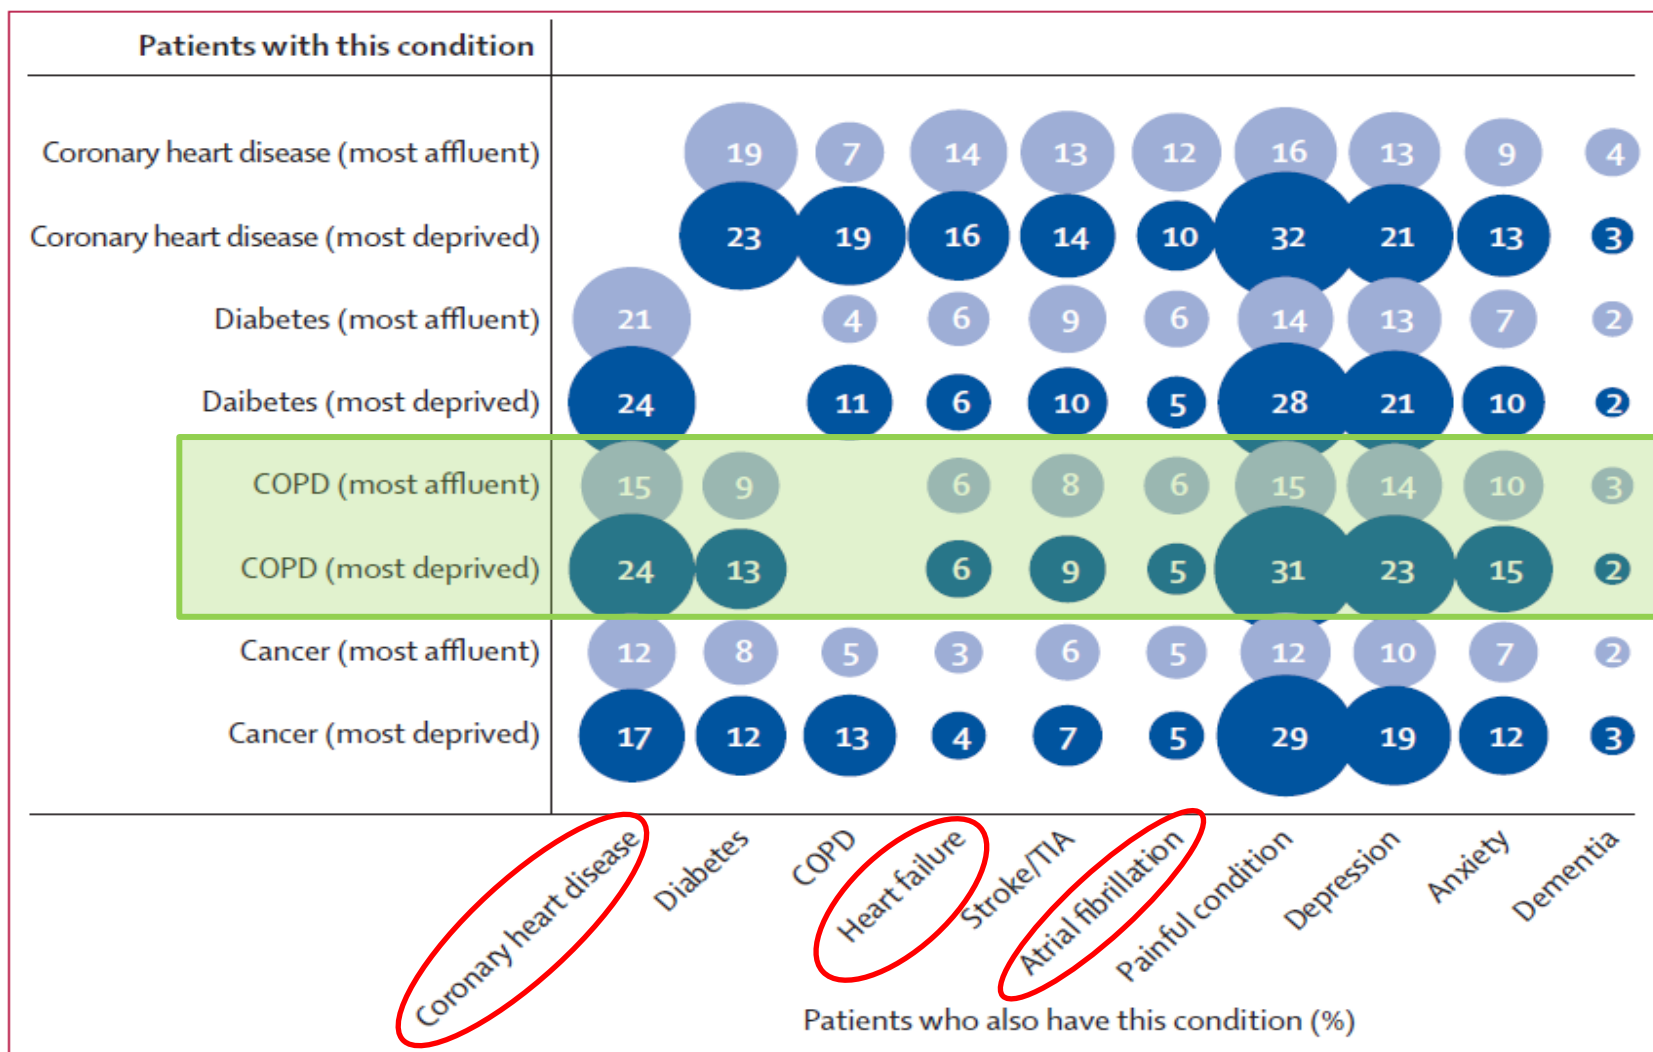 Patients with this condition
Coronary heart disease (most affluent) 19 7 14 13 12 16 13 9 4
Coronary heart disease (most deprived) 23 19 16 14 10 32 21 13 3
Diabetes (most affluent) 21 4 6 9 6 14 13 7 2
Daibetes (most deprived) 24 11 6 10 5 28 21 10 2
COPD (most affluent) 15 9 6 8 6 15 14 10 3
COPD (most deprived) 24 13 6 9 5 31 23 15 2
Cancer (most affluent) 12 8 5 3 6 5 12 10 7 2
Cancer (most deprived) 17 12 13 4 7 5 29 19 12 3
Coronary heart disease
Diabetes
COPD
Heart failure
Stroke/TIA
Atrial fibrillation
Painful condition
Depression
Anxiety
Dementia
Patients who also have this condition (%)